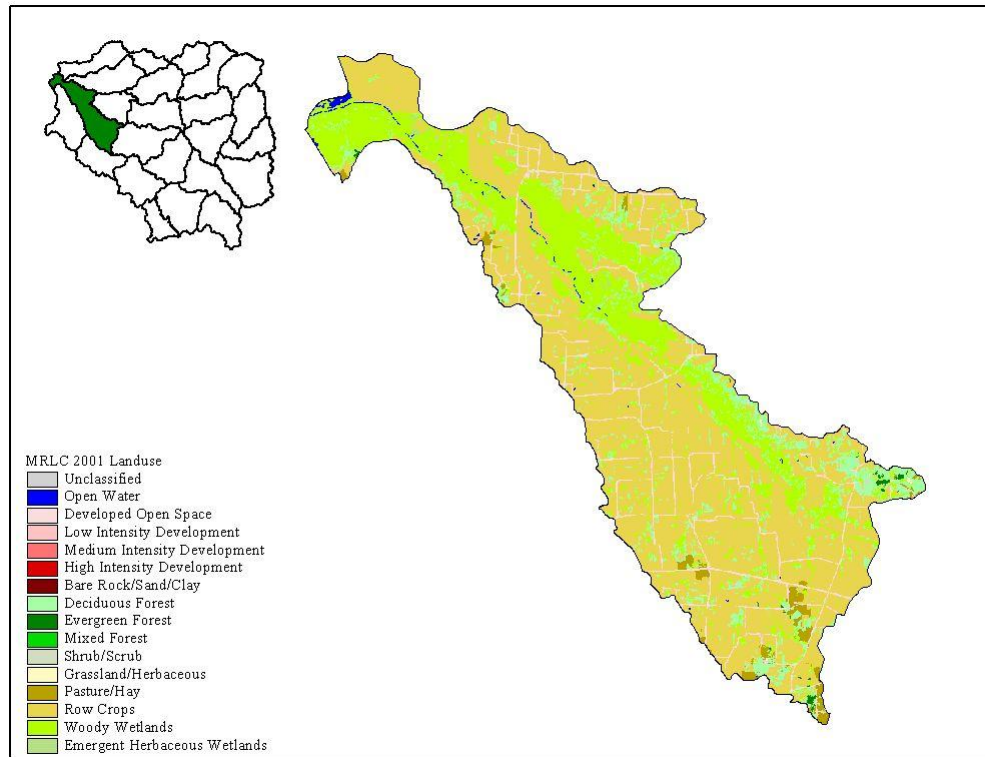 MRLC 2001 Landuse
Unclassified
Open Water
Developed Open Space
Low Intensity Development
Medium Intensity Development
High Intensity Development
Bare Rock/Sand/Clay
Deciduous Forest
Evergreen Forest
Mixed Forest
Shrub/Scrub
Grassland/Herbaceous
Pasture/Hay
Row Crops
Woody Wetlands
Emergent Herbaceous Wetlands